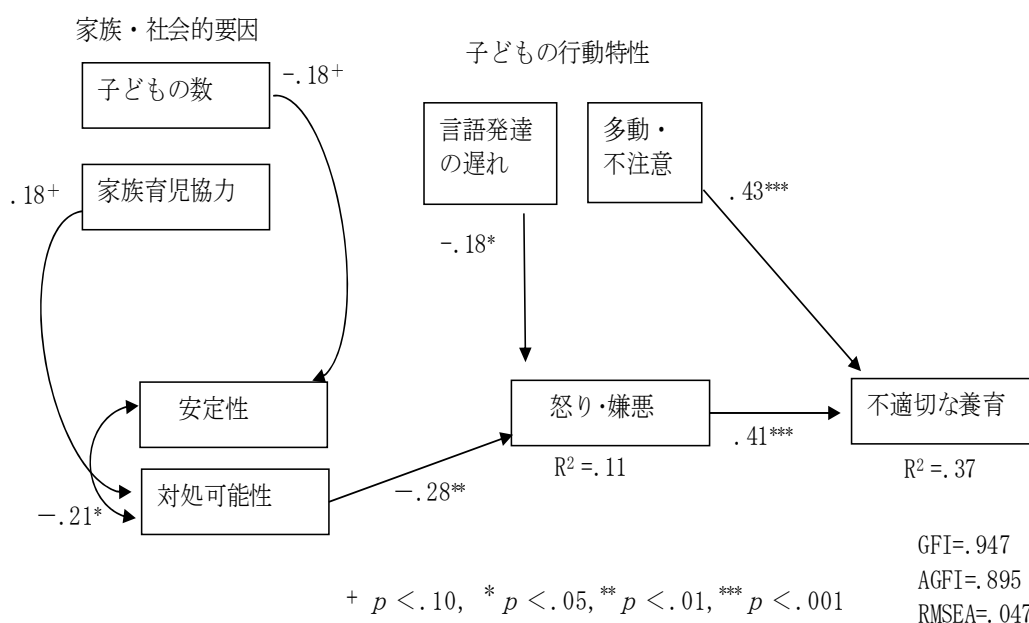 家族・社会的要因
子どもの行動特性
子どもの数
-.18+
言語発達
の遅れ
多動・
不注意
.18+
家族育児協力
.43***
-.18*
安定性
怒り・嫌悪
不適切な養育
.41***
R²=.11
R²=.37
対処可能性
−.28**
−.21*
GFI=.947
AGFI=.895
RMSEA=.047
+ p <.10, * p <.05, ** p <.01, *** p <.001